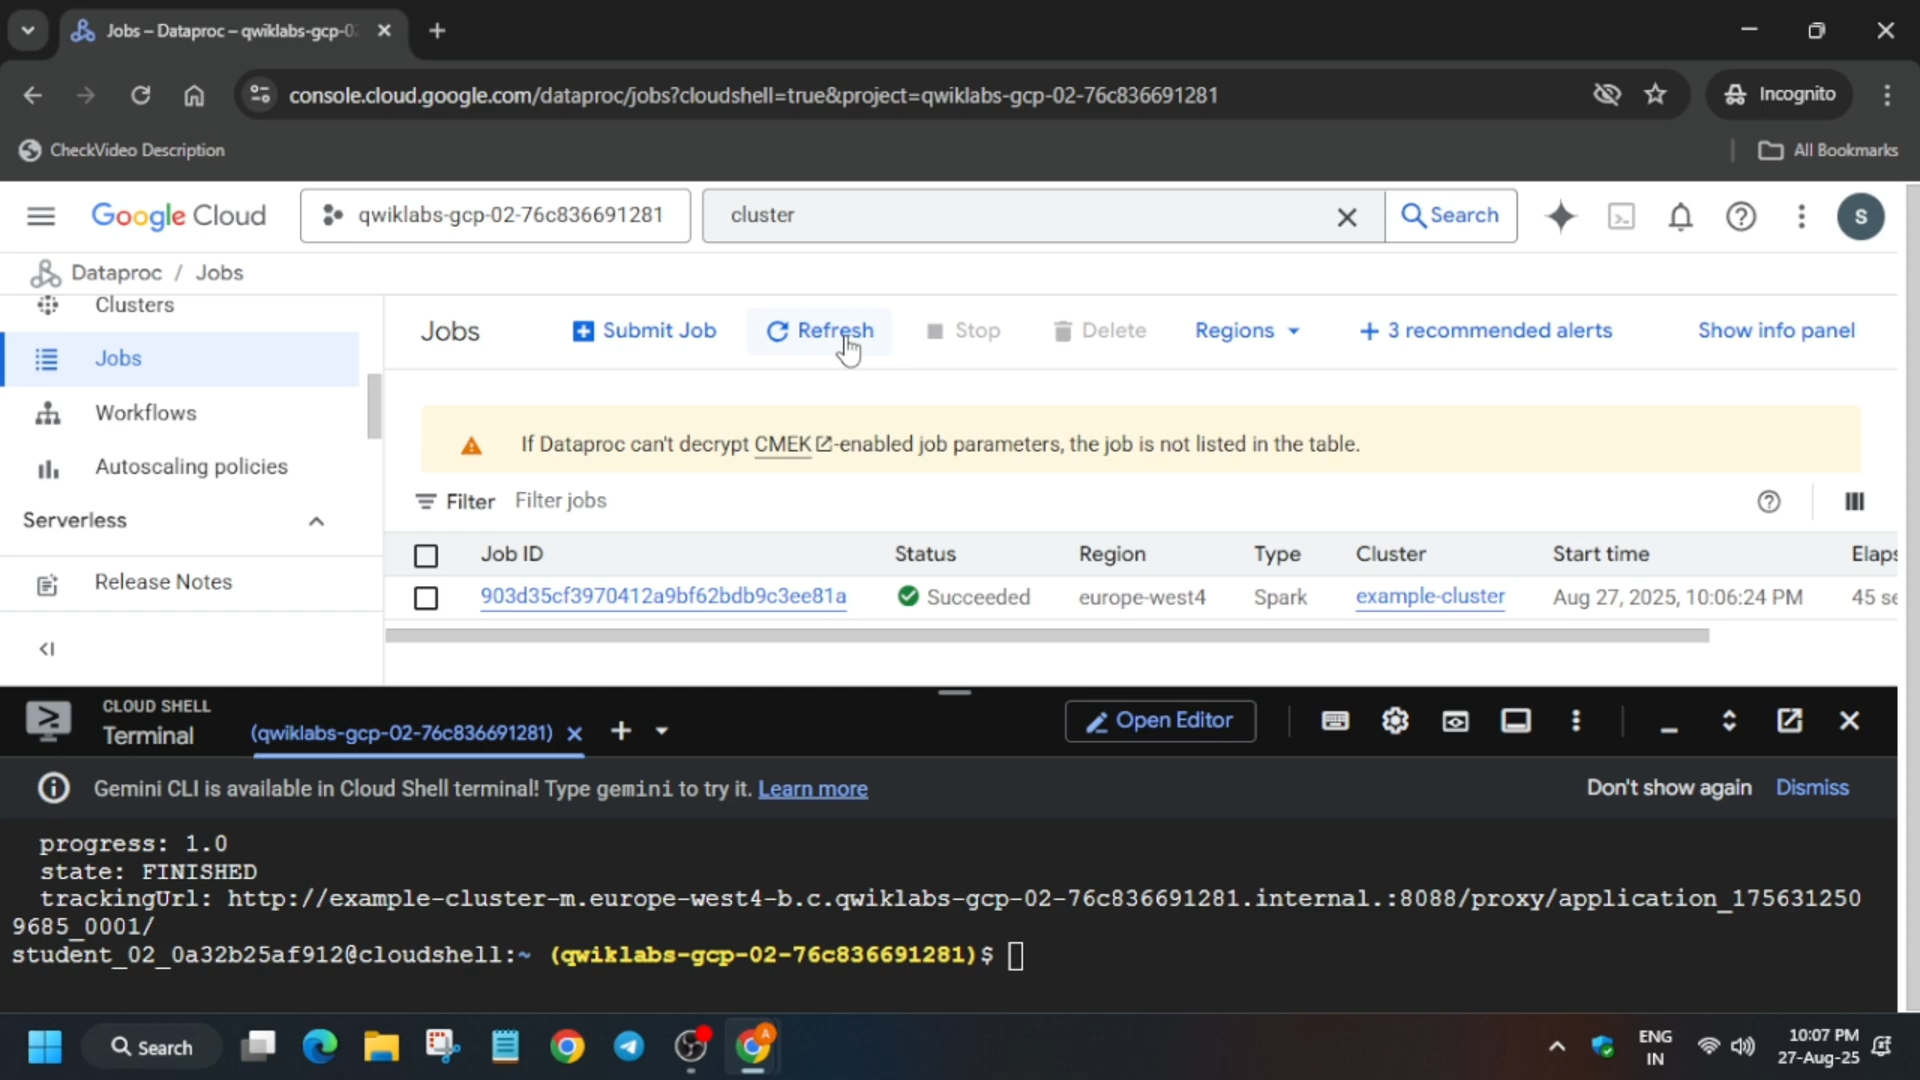 Jobs – Dataproc – qwiklabs-gcp-02
console.cloud.google.com/dataproc/jobs?cloudshell=true&project=qwiklabs-gcp-02-76c836691281
Incognito
CheckVideo Description
All Bookmarks
Google Cloud
qwiklabs-gcp-02-76c836691281
cluster
Search
S
Dataproc / Jobs
Clusters
Jobs
Workflows
Autoscaling policies
Serverless
Release Notes
Jobs
Submit Job
Refresh
Stop
Delete
Regions
+ 3 recommended alerts
Show info panel
If Dataproc can't decrypt CMEK-enabled job parameters, the job is not listed in the table.
Filter Filter jobs
Job ID Status Region Type Cluster Start time Elaps
903d35cf3970412a9bf62bdb9c3ee81a Succeeded europe-west4 Spark example-cluster Aug 27, 2025, 10:06:24 PM 45 se
CLOUD SHELL
Terminal
(qwiklabs-gcp-02-76c836691281)
Open Editor
Gemini CLI is available in Cloud Shell terminal! Type gemini to try it. Learn more
Don't show again
Dismiss
progress: 1.0
state: FINISHED
trackingUrl: http://example-cluster-m.europe-west4-b.c.qwiklabs-gcp-02-76c836691281.internal.:8088/proxy/application_175631250
9685_0001/
student_02_0a32b25af912@cloudshell:~ (qwiklabs-gcp-02-76c836691281)$
Search
A
ENG
IN
10:07 PM
27-Aug-25